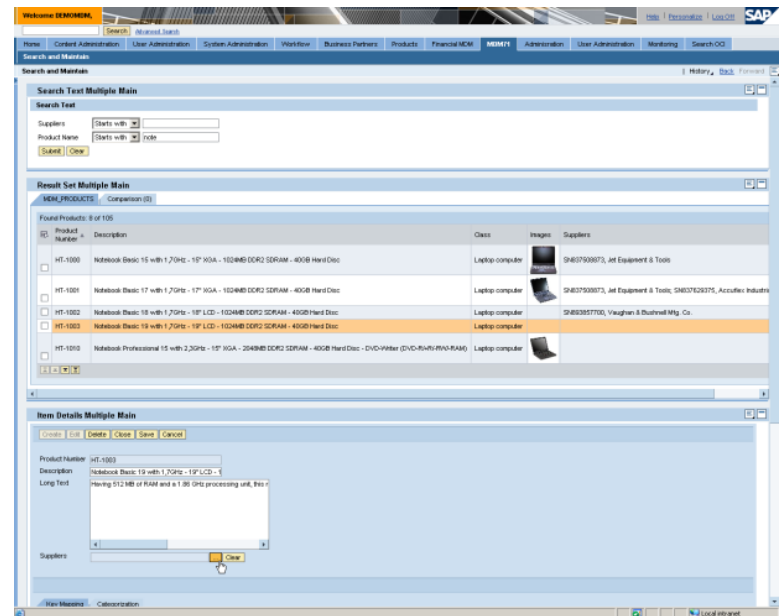 Welcome: DEMOMDM,
Help | Personalize | Log Off
SAP
Search Advanced Search
Home Content Administration User Administration System Administration Workflow Business Partners Products Financial MDM MDM71 Administration User Administration Monitoring Search OCI
Search and Maintain
Search and Maintain
| History, Back Forward
Search Text Multiple Main
Search Text
Suppliers Starts with
Product Name Starts with note
Submit Clear
Result Set Multiple Main
MDM_PRODUCTS Comparison (0)
Found Products: 8 of 105
Product Number Description Class Images Suppliers
HT-1000 Notebook Basic 15 with 1,7GHz - 15" XGA - 1024MB DDR2 SDRAM - 40GB Hard Disc Laptop computer SN837508873, Jet Equipment & Tools
HT-1001 Notebook Basic 17 with 1,7GHz - 17" XGA - 1024MB DDR2 SDRAM - 40GB Hard Disc Laptop computer SN837508873, Jet Equipment & Tools; SN837629375, Accuflex Industri
HT-1002 Notebook Basic 18 with 1,7GHz - 18" LCD - 1024MB DDR2 SDRAM - 40GB Hard Disc Laptop computer SN893857700, Vaughan & Bushnell Mfg. Co.
HT-1003 Notebook Basic 19 with 1,7GHz - 19" LCD - 1024MB DDR2 SDRAM - 40GB Hard Disc Laptop computer
HT-1010 Notebook Professional 15 with 2,3GHz - 15" XGA - 2048MB DDR2 SDRAM - 40GB Hard Disc - DVD-Writer (DVD-R/+R/-RW/-RAM) Laptop computer
Item Details Multiple Main
Create Edit Delete Close Save Cancel
Product Number HT-1003
Description Notebook Basic 19 with 1,7GHz - 19" LCD - 1
Long Text Having 512 MB of RAM and a 1.86 GHz processing unit, this
Suppliers Clear
Key Mapping Categorization
Local intranet